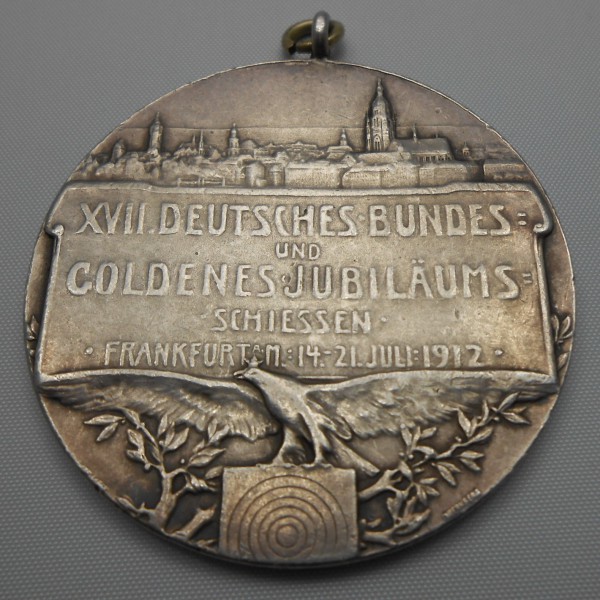 XVII. DEUTSCHES·BUNDES=
UND
GOLDENES·JUBILÄUMS=
·SCHIESSEN·
·FRANKFURT A M.:14.-21. JULI:1912·